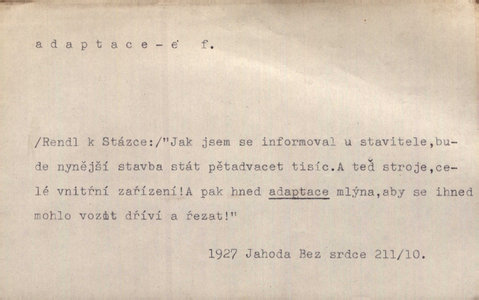 adaptace-e f.
/Rendl k Stázce:/"Jak jsem se informoval u stavitele,bu-
de nynější stavba stát pětadvacet tisíc.A teď stroje,ce-
lé vnitřní zařízení!A pak hned adaptace mlýna,aby se ihned
mohlo vozit dříví a řezat!"
1927 Jahoda Bez srdce 211/10.